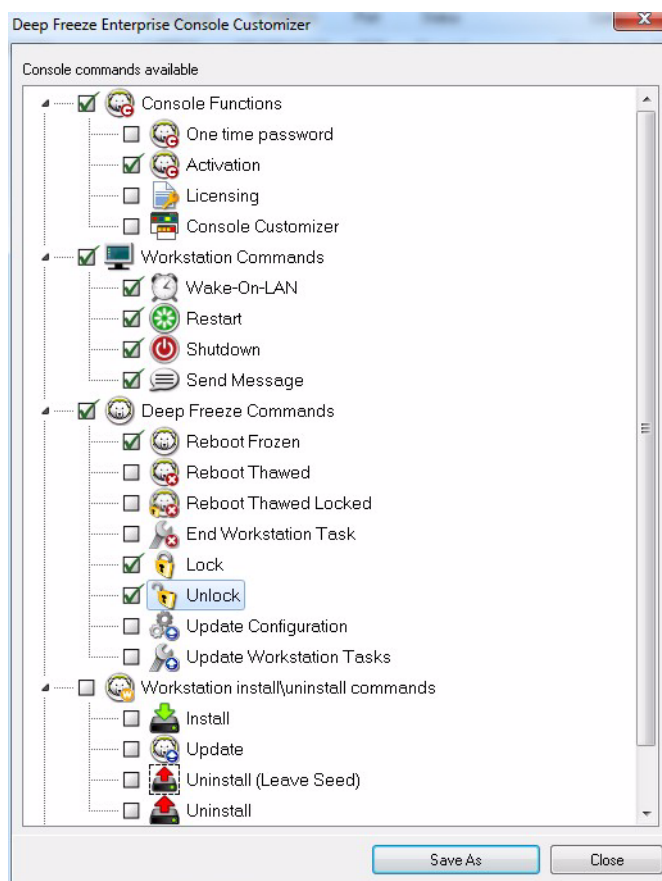 Deep Freeze Enterprise Console Customizer
Console commands available
Console Functions
One time password
Activation
Licensing
Console Customizer
Workstation Commands
Wake-On-LAN
Restart
Shutdown
Send Message
Deep Freeze Commands
Reboot Frozen
Reboot Thawed
Reboot Thawed Locked
End Workstation Task
Lock
Unlock
Update Configuration
Update Workstation Tasks
Workstation install\uninstall commands
Install
Update
Uninstall (Leave Seed)
Uninstall
Save As
Close